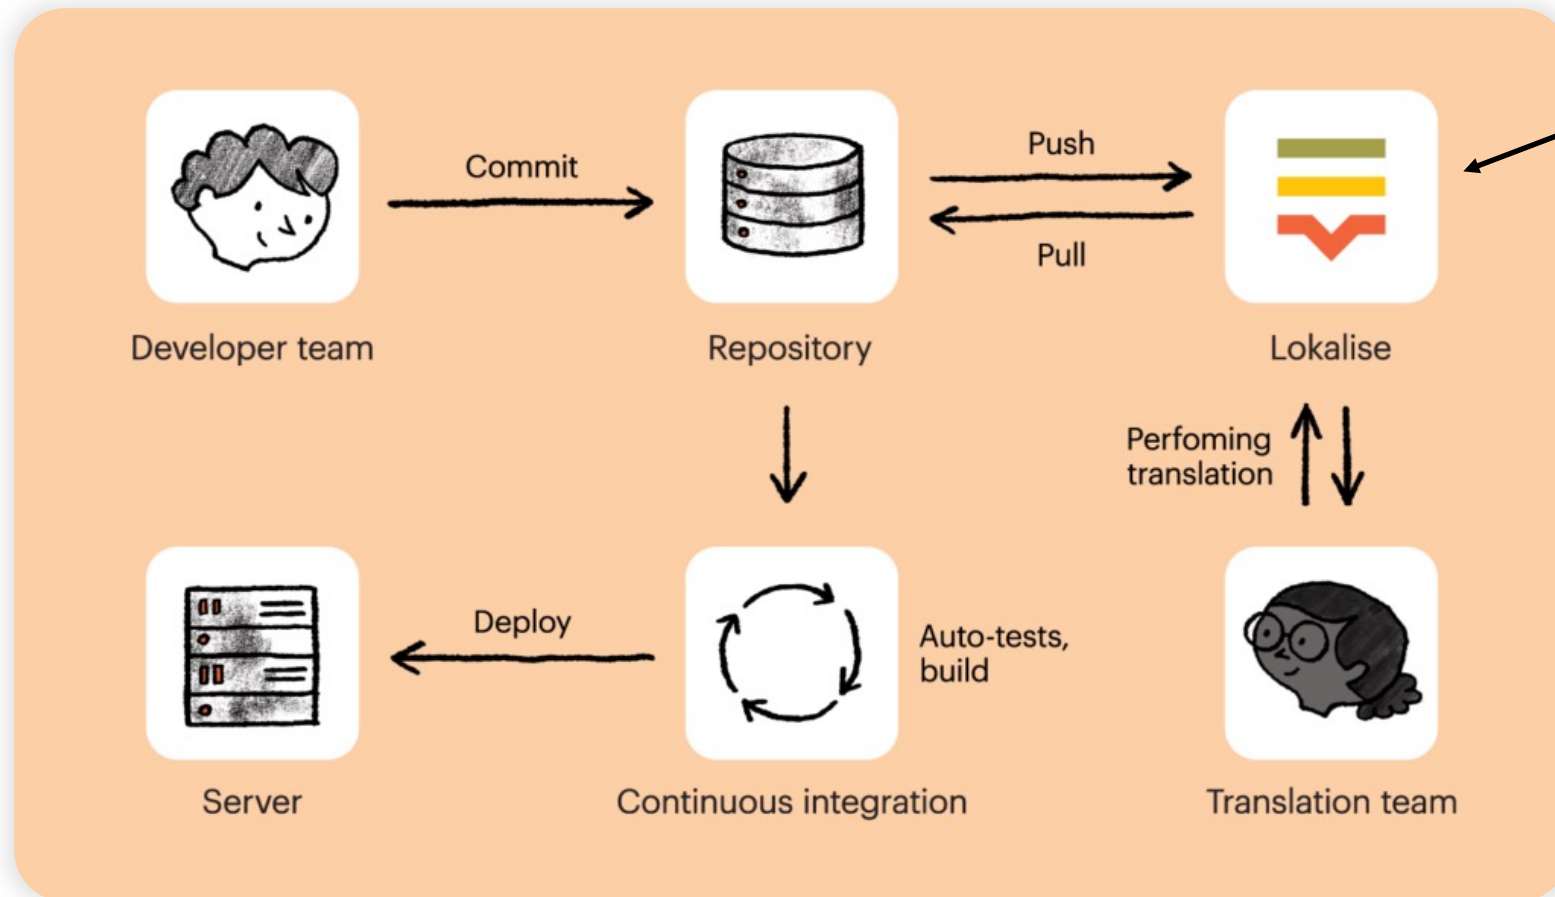 Commit
Push
Pull
Developer team
Repository
Lokalise
Perfoming
translation
Deploy
Auto-tests,
build
Server
Continuous integration
Translation team